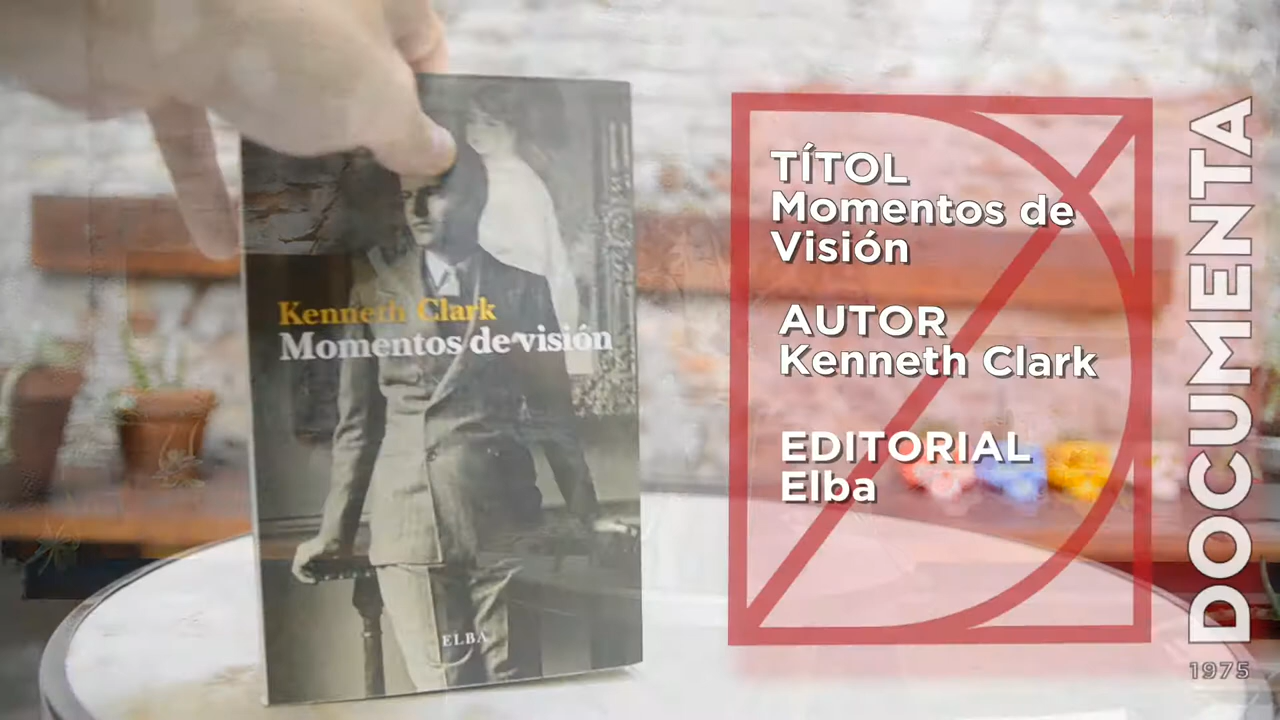 Kenneth Clark
Momentos de visión
ELBA
TÍTOL
Momentos de
Visión
AUTOR
Kenneth Clark
EDITORIAL
Elba
DOCUMENTA
1975